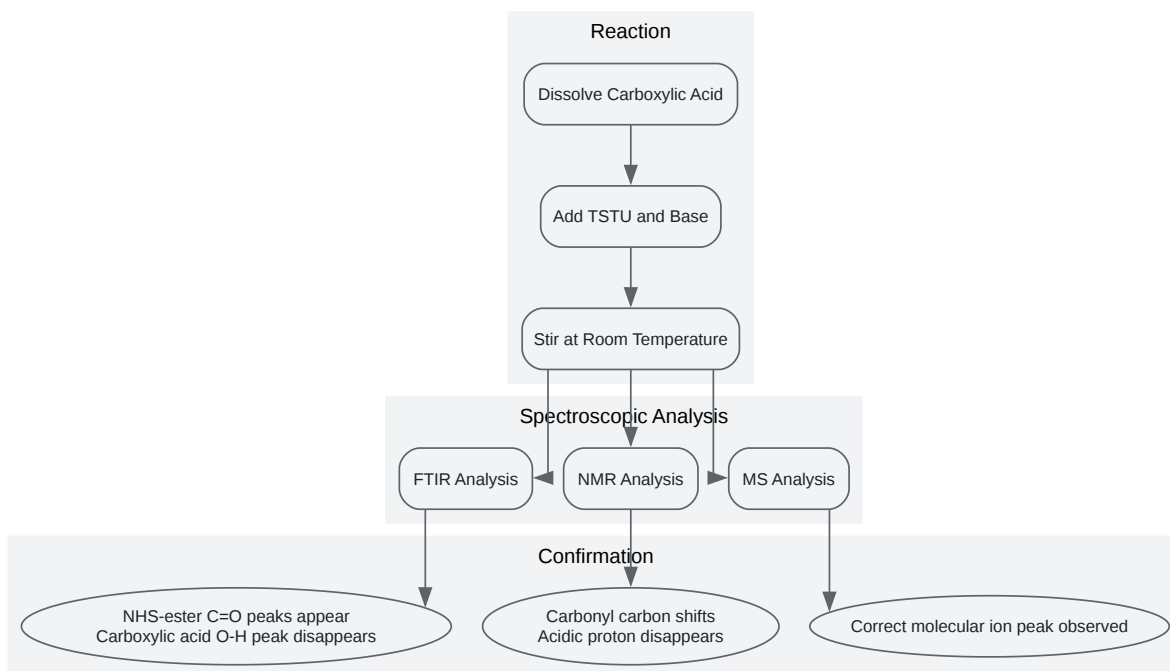 Reaction
Dissolve Carboxylic Acid
Add TSTU and Base
Stir at Room Temperature
Spectroscopic Analysis
FTIR Analysis
NMR Analysis
MS Analysis
Confirmation
NHS-ester C=O peaks appear
Carboxylic acid O-H peak disappears
Carbonyl carbon shifts
Acidic proton disappears
Correct molecular ion peak observed